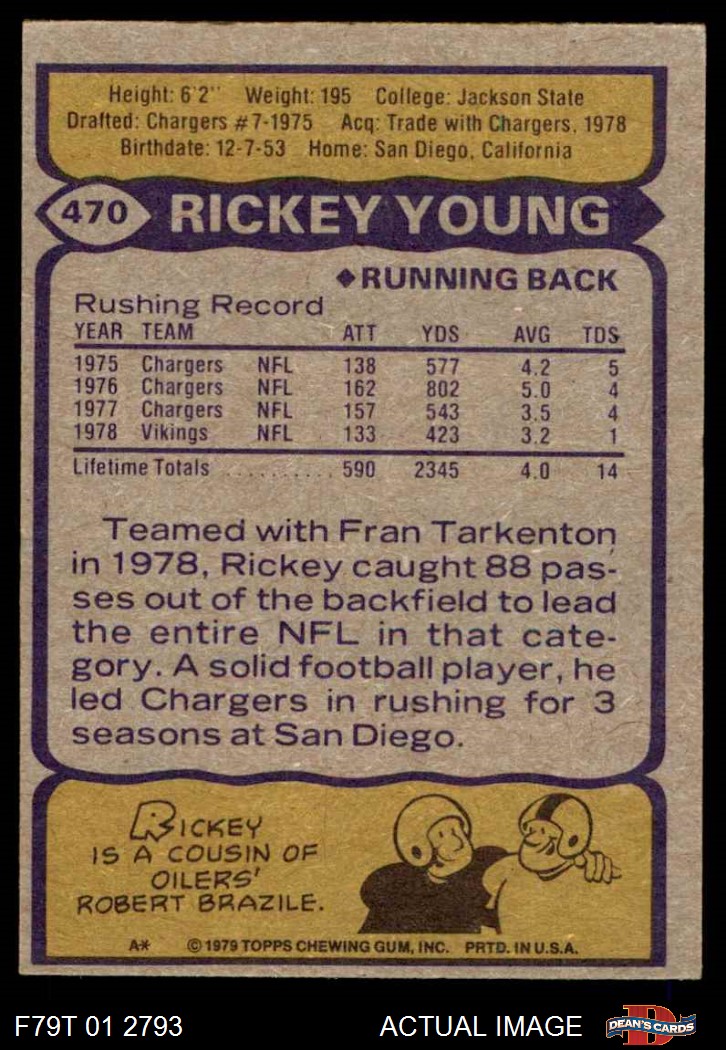 Height: 6'2" Weight: 195 College: Jackson State
Drafted: Chargers #7-1975 Acq: Trade with Chargers, 1978
Birthdate: 12-7-53 Home: San Diego, California
470 RICKEY YOUNG
◆RUNNING BACK
Rushing Record
YEAR TEAM ATT YDS AVG TDS
1975 Chargers NFL 138 577 4.2 5
1976 Chargers NFL 162 802 5.0 4
1977 Chargers NFL 157 543 3.5 4
1978 Vikings NFL 133 423 3.2 1
Lifetime Totals .......... 590 2345 4.0 14
Teamed with Fran Tarkenton
in 1978, Rickey caught 88 pas-
ses out of the backfield to lead
the entire NFL in that cate-
gory. A solid football player, he
led Chargers in rushing for 3
seasons at San Diego.
RICKEY
IS A COUSIN OF
OILERS'
ROBERT BRAZILE.
A* © 1979 TOPPS CHEWING GUM, INC. PRTD. IN U.S.A.
F79T 01 2793 ACTUAL IMAGE D DEAN'S CARDS